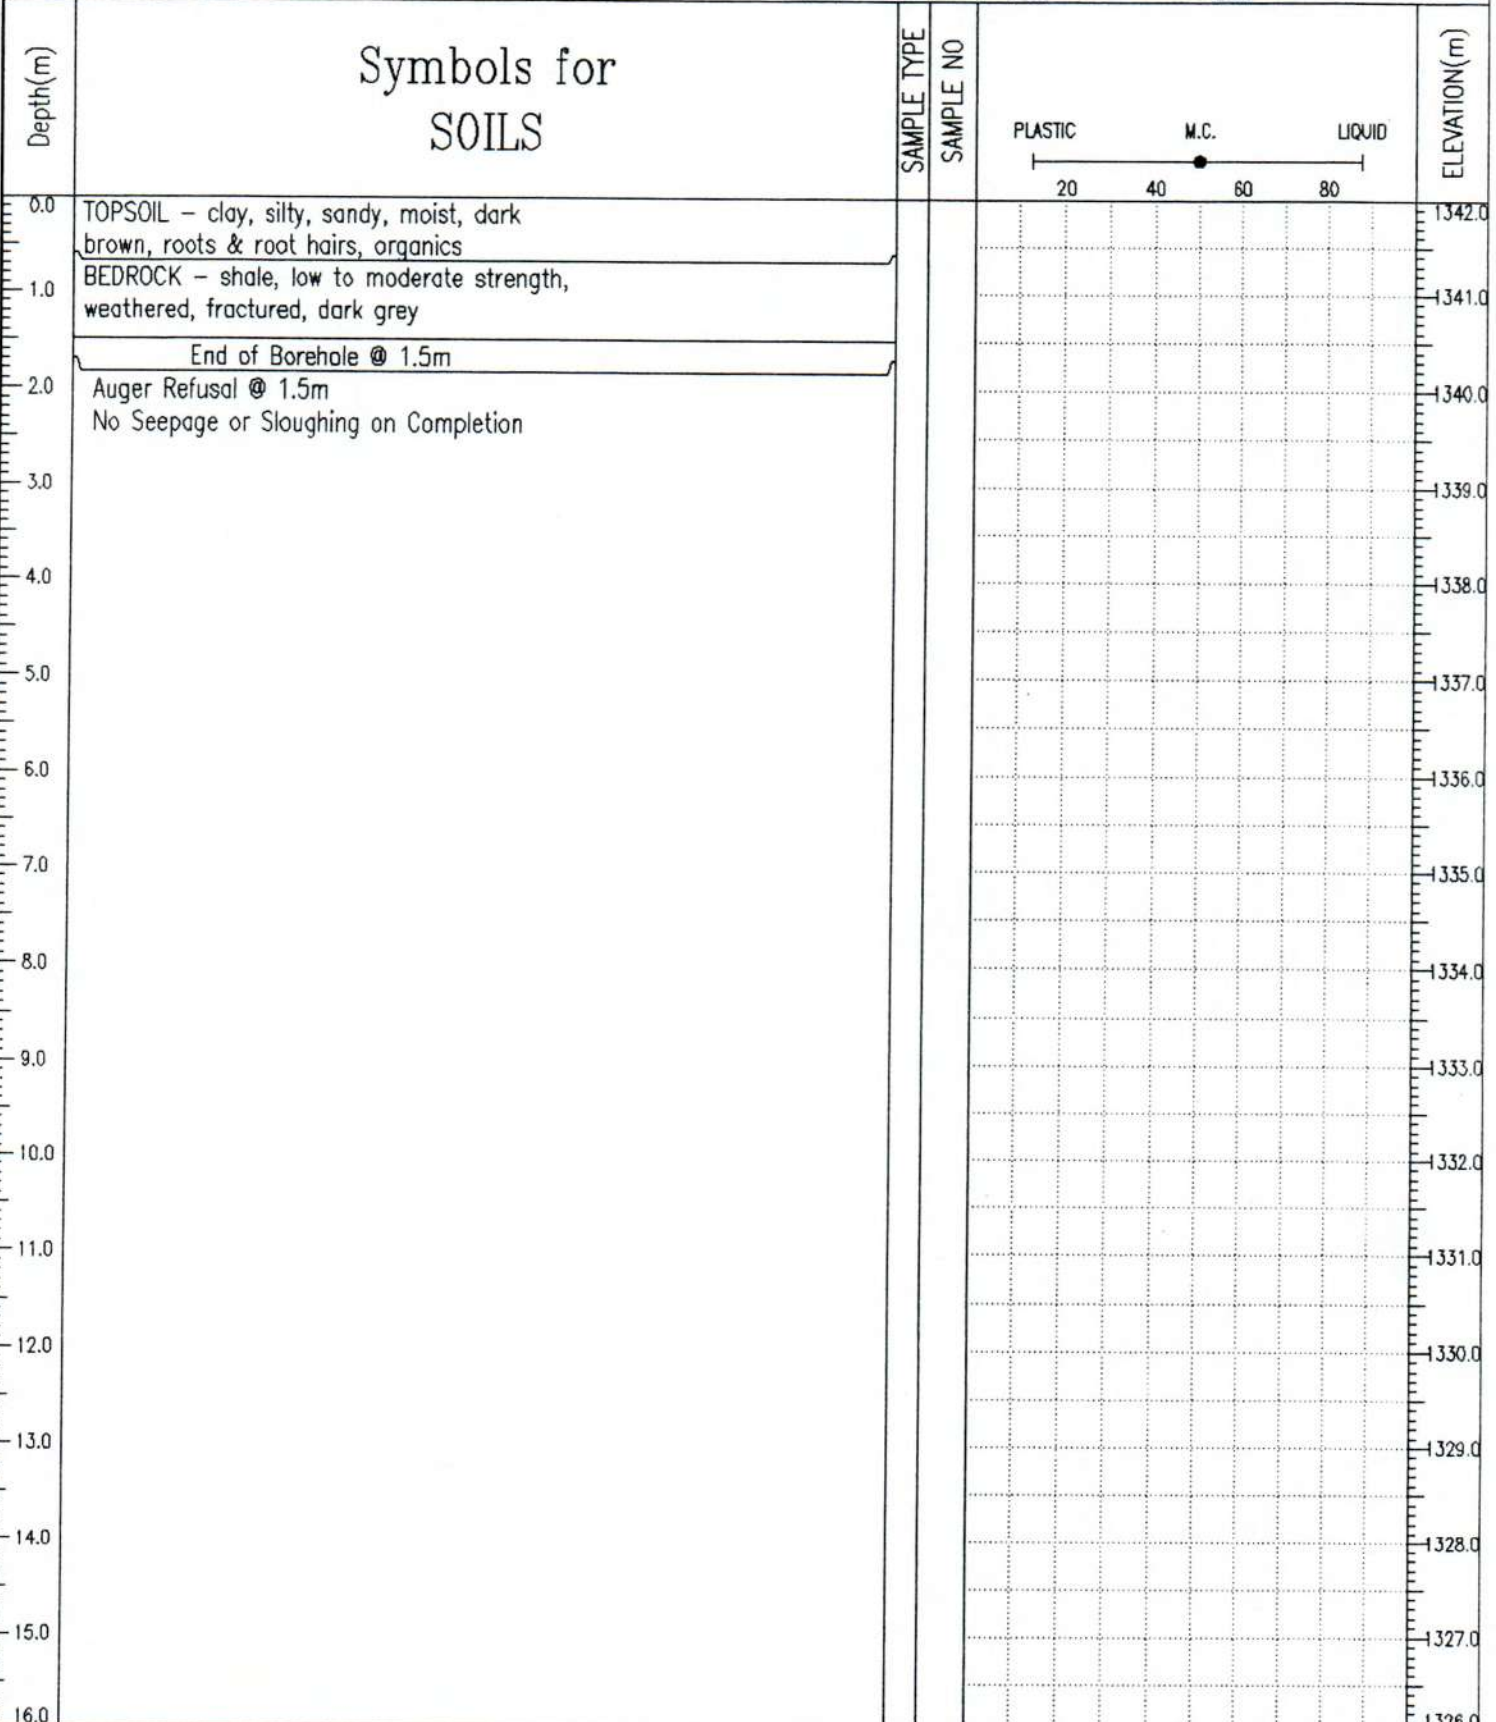 Depth(m)
Symbols for
SOILS
SAMPLE TYPE
SAMPLE NO
PLASTIC M.C. LIQUID
20 40 60 80
ELEVATION(m)
0.0
TOPSOIL – clay, silty, sandy, moist, dark
brown, roots & root hairs, organics
1342.0
BEDROCK – shale, low to moderate strength,
weathered, fractured, dark grey
1.0
1341.0
End of Borehole @ 1.5m
Auger Refusal @ 1.5m
No Seepage or Sloughing on Completion
2.0
1340.0
3.0
1339.0
4.0
1338.0
5.0
1337.0
6.0
1336.0
7.0
1335.0
8.0
1334.0
9.0
1333.0
10.0
1332.0
11.0
1331.0
12.0
1330.0
13.0
1329.0
14.0
1328.0
15.0
1327.0
16.0
1326.0